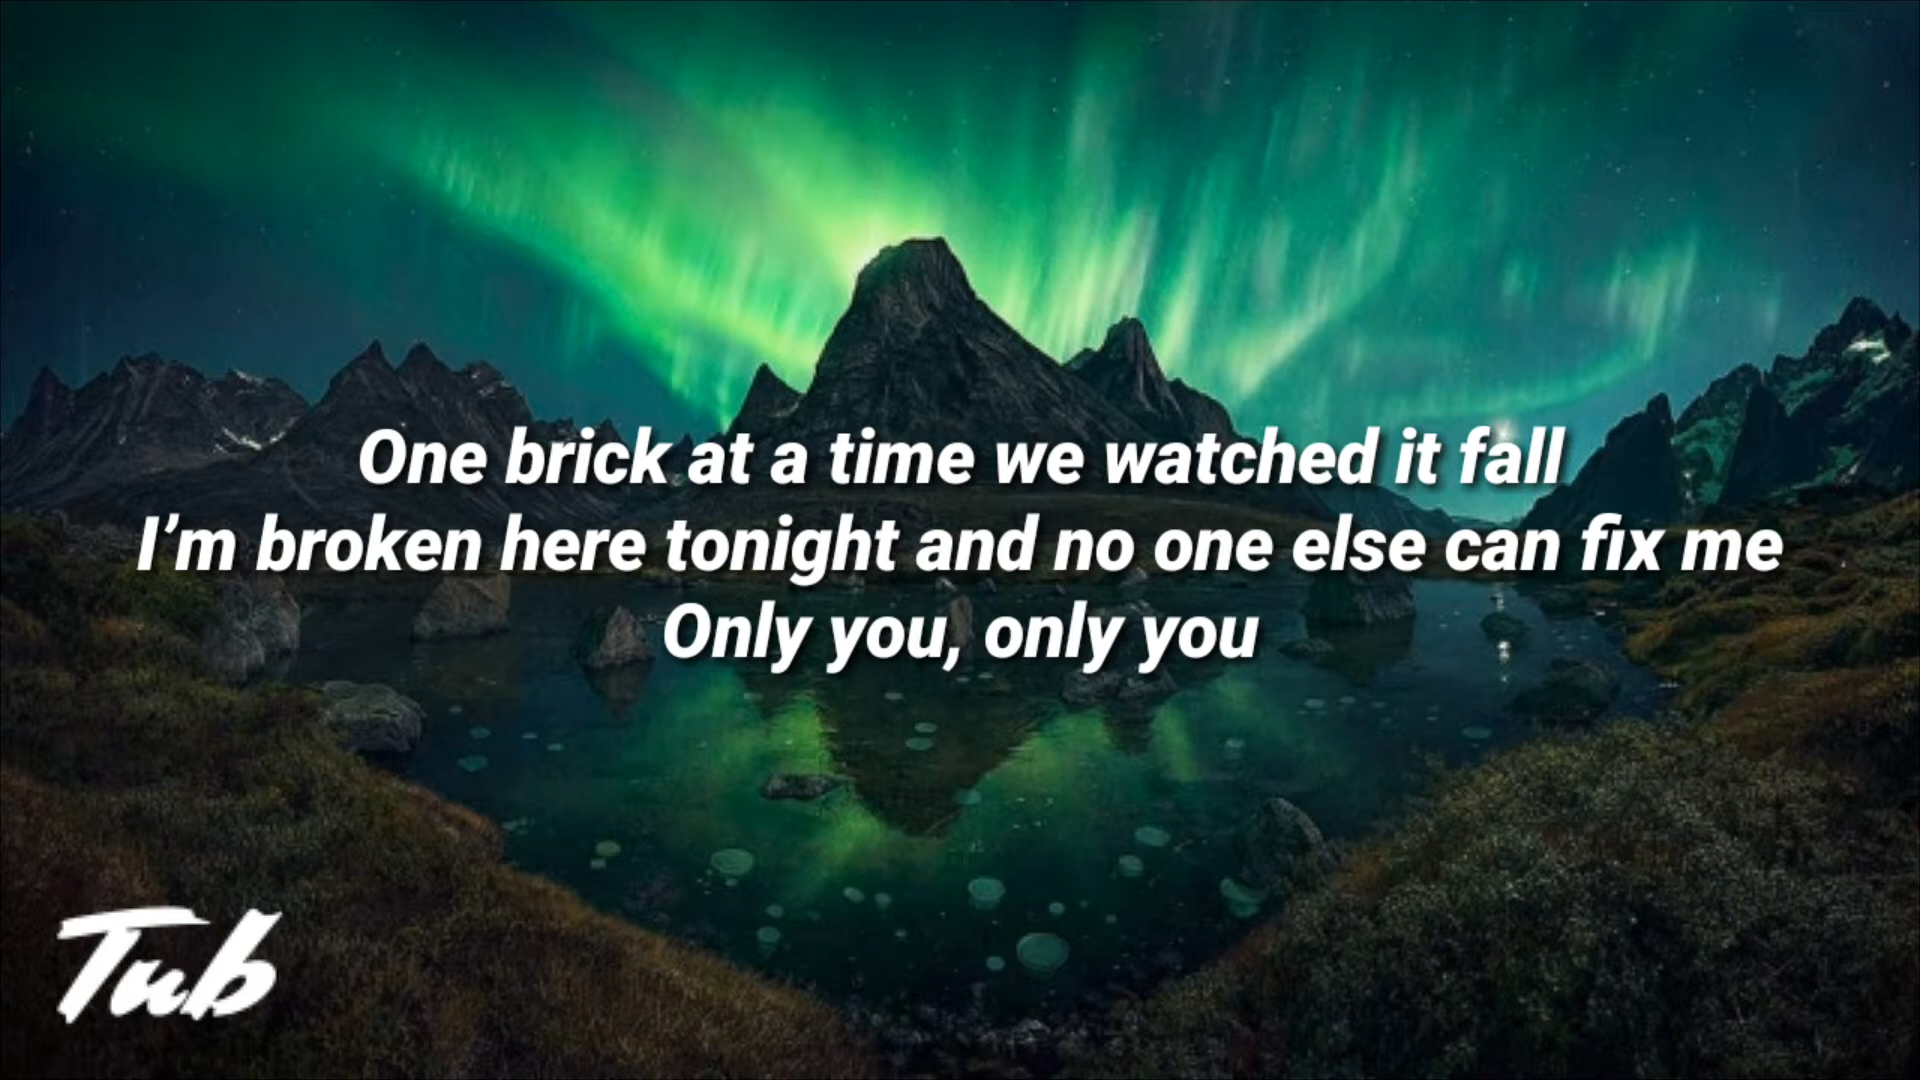 One brick at a time we watched it fall
I’m broken here tonight and no one else can fix me
Only you, only you
Tub